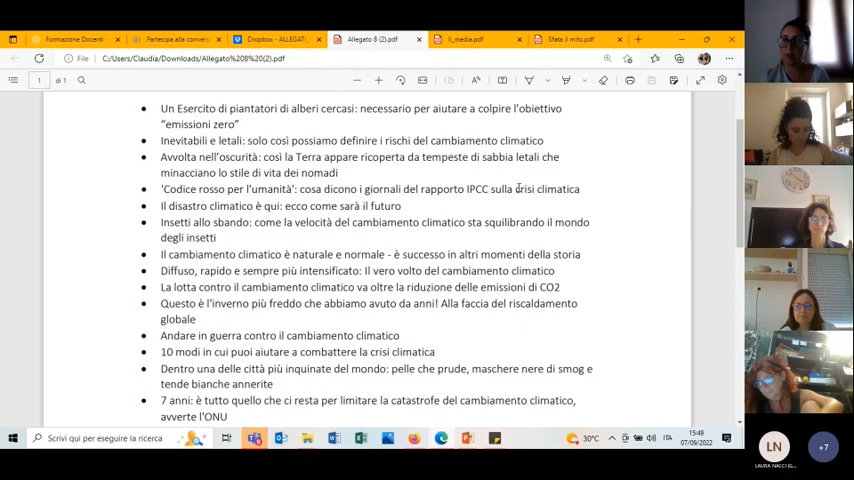 Formazione Docenti -
Partecipa alla conver
Dropbox - ALLEGATI_
Allegato 8 (2).pdf
il_media.pdf
Sfata il mito.pdf
File
C:/Users/Claudia/Downloads/Allegato%208%20(2).pdf
1
di 1
Un Esercito di piantatori di alberi cercasi: necessario per aiutare a colpire l'obiettivo
“emissioni zero”
Inevitabili e letali: solo così possiamo definire i rischi del cambiamento climatico
Avvolta nell’oscurità: così la Terra appare ricoperta da tempeste di sabbia letali che
minacciano lo stile di vita dei nomadi
'Codice rosso per l'umanità': cosa dicono i giornali del rapporto IPCC sulla crisi climatica
Il disastro climatico è qui: ecco come sarà il futuro
Insetti allo sbando: come la velocità del cambiamento climatico sta squilibrando il mondo
degli insetti
Il cambiamento climatico è naturale e normale - è successo in altri momenti della storia
Diffuso, rapido e sempre più intensificato: Il vero volto del cambiamento climatico
La lotta contro il cambiamento climatico va oltre la riduzione delle emissioni di CO2
Questo è l'inverno più freddo che abbiamo avuto da anni! Alla faccia del riscaldamento
globale
Andare in guerra contro il cambiamento climatico
10 modi in cui puoi aiutare a combattere la crisi climatica
Dentro una delle città più inquinate del mondo: pelle che prude, maschere nere di smog e
tende bianche annerite
7 anni: è tutto quello che ci resta per limitare la catastrofe del cambiamento climatico,
avverte l'ONU
Scrivi qui per eseguire la ricerca
30°C
ITA
15:49
07/09/2022
LN
+7
LAURA NACCI